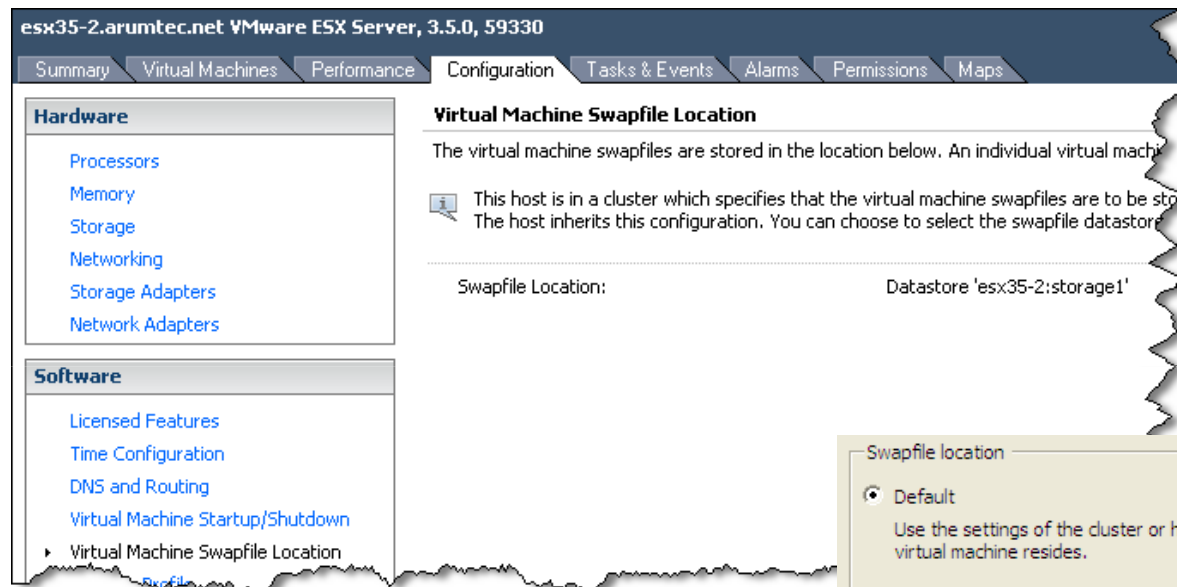 esx35-2.arumtec.net VMware ESX Server, 3.5.0, 59330
Summary Virtual Machines Performance Configuration Tasks & Events Alarms Permissions Maps
Hardware
Processors
Memory
Storage
Networking
Storage Adapters
Network Adapters
Software
Licensed Features
Time Configuration
DNS and Routing
Virtual Machine Startup/Shutdown
Virtual Machine Swapfile Location
Virtual Machine Swapfile Location
The virtual machine swapfiles are stored in the location below. An individual virtual
This host is in a cluster which specifies that the virtual machine swapfiles are to be
The host inherits this configuration. You can choose to select the swapfile
Swapfile Location: Datastore 'esx35-2:storage1'
Swapfile location
Default
Use the settings of the cluster or
virtual machine resides.